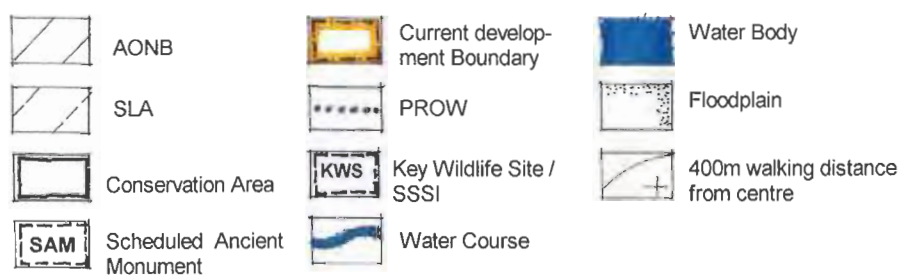 AONB
SLA
Conservation Area
SAM
Scheduled Ancient
Monument
Current develop-
ment Boundary
PROW
KWS
Key Wildlife Site /
SSSI
Water Course
Water Body
Floodplain
400m walking distance
from centre